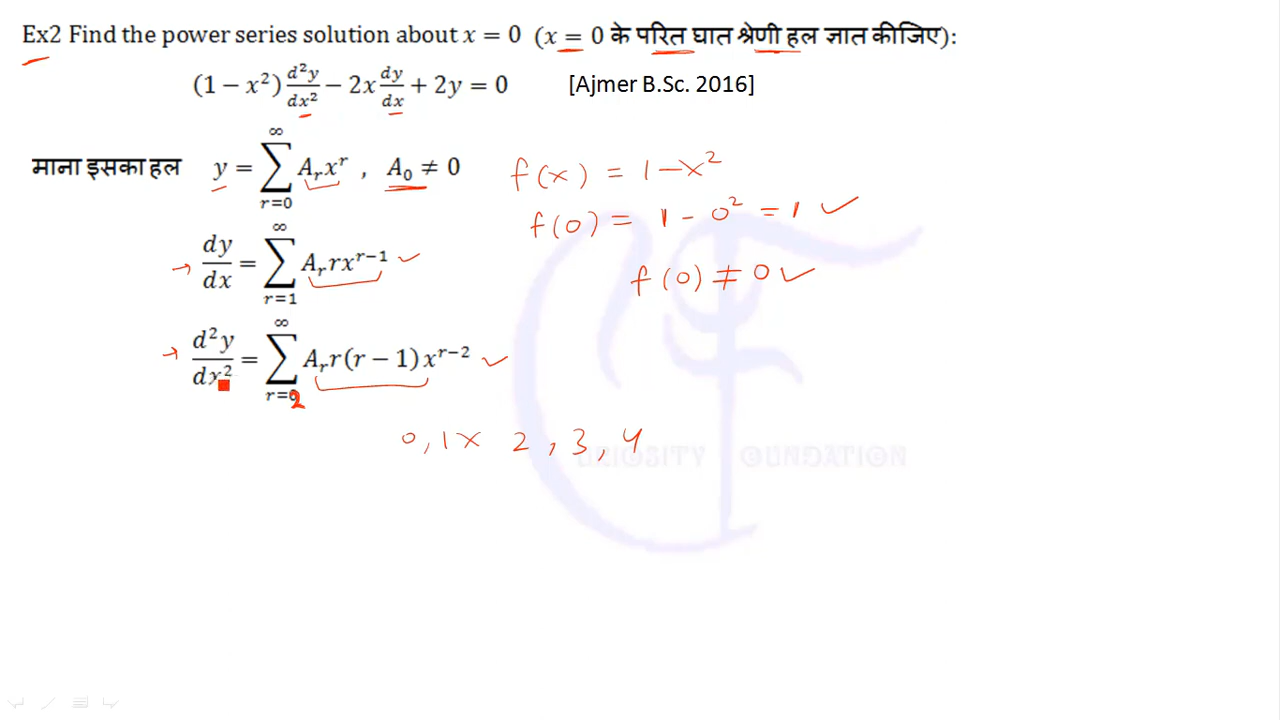 Ex2 Find the power series solution about x = 0 (x = 0 के परित घात श्रेणी हल ज्ञात कीजिए):
(1 − x²) d²y/dx² − 2x dy/dx + 2y = 0 [Ajmer B.Sc. 2016]
माना इसका हल y = ∑_{r=0}^{∞} A_r x^r , A₀ ≠ 0
f(x) = 1 − x²
f(0) = 1 − 0² = 1 ✓
→ dy/dx = ∑_{r=1}^{∞} A_r r x^{r−1} ✓
f(0) ≠ 0 ✓
→ d²y/dx² = ∑_{r=2}^{∞} A_r r(r − 1) x^{r−2} ✓
0, 1 × 2, 3, 4
URIOSITY OUNDATION